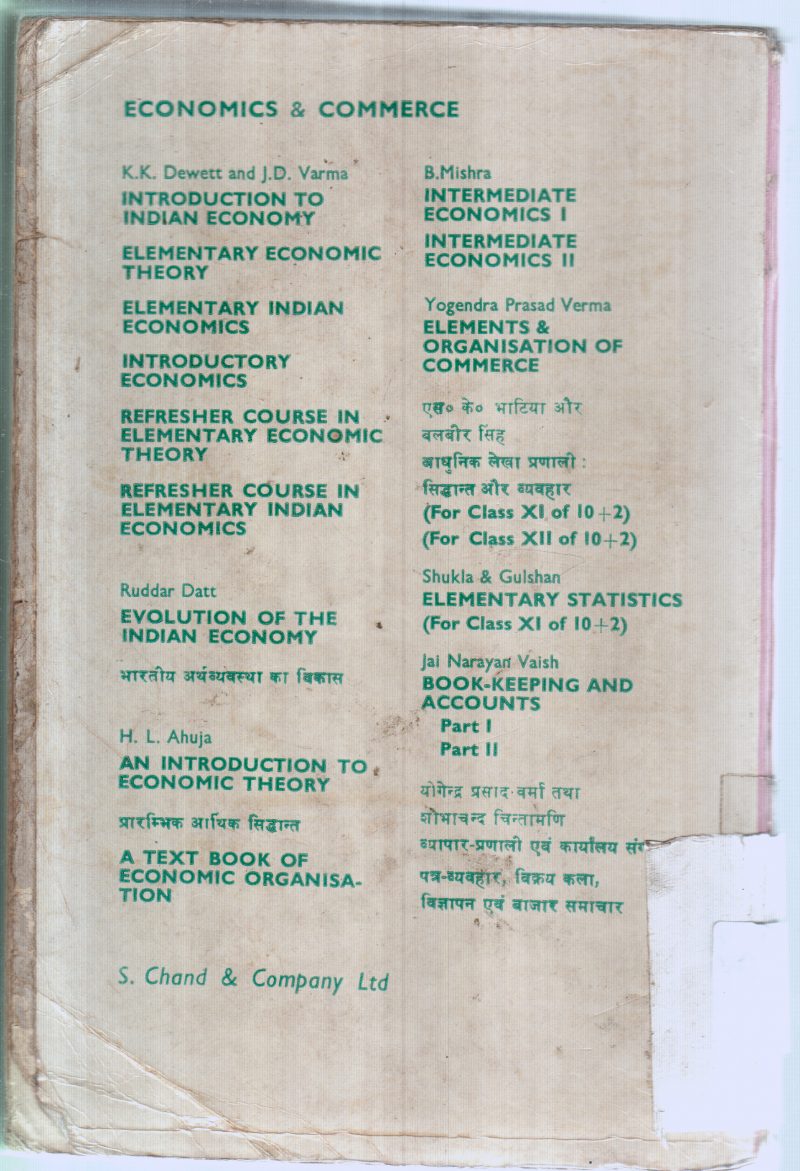 ECONOMICS & COMMERCE
K.K. Dewett and J.D. Varma
INTRODUCTION TO
INDIAN ECONOMY
ELEMENTARY ECONOMIC
THEORY
ELEMENTARY INDIAN
ECONOMICS
INTRODUCTORY
ECONOMICS
REFRESHER COURSE IN
ELEMENTARY ECONOMIC
THEORY
REFRESHER COURSE IN
ELEMENTARY INDIAN
ECONOMICS
Ruddar Datt
EVOLUTION OF THE
INDIAN ECONOMY
भारतीय अर्थव्यवस्था का विकास
H. L. Ahuja
AN INTRODUCTION TO
ECONOMIC THEORY
प्रारम्भिक आर्थिक सिद्धान्त
A TEXT BOOK OF
ECONOMIC ORGANISA-
TION
B.Mishra
INTERMEDIATE
ECONOMICS I
INTERMEDIATE
ECONOMICS II
Yogendra Prasad Verma
ELEMENTS &
ORGANISATION OF
COMMERCE
एस० के० भाटिया और
बलबीर सिंह
आधुनिक लेखा प्रणाली :
सिद्धान्त और व्यवहार
(For Class XI of 10+2)
(For Class XII of 10+2)
Shukla & Gulshan
ELEMENTARY STATISTICS
(For Class XI of 10+2)
Jai Narayan Vaish
BOOK-KEEPING AND
ACCOUNTS
Part I
Part II
योगेन्द्र प्रसाद वर्मा तथा
शोभाचन्द चिन्तामणि
व्यापार-प्रणाली एवं कार्यालय
पत्र-व्यवहार, विक्रय कला,
विज्ञापन एवं बाजार समाचार
S. Chand & Company Ltd